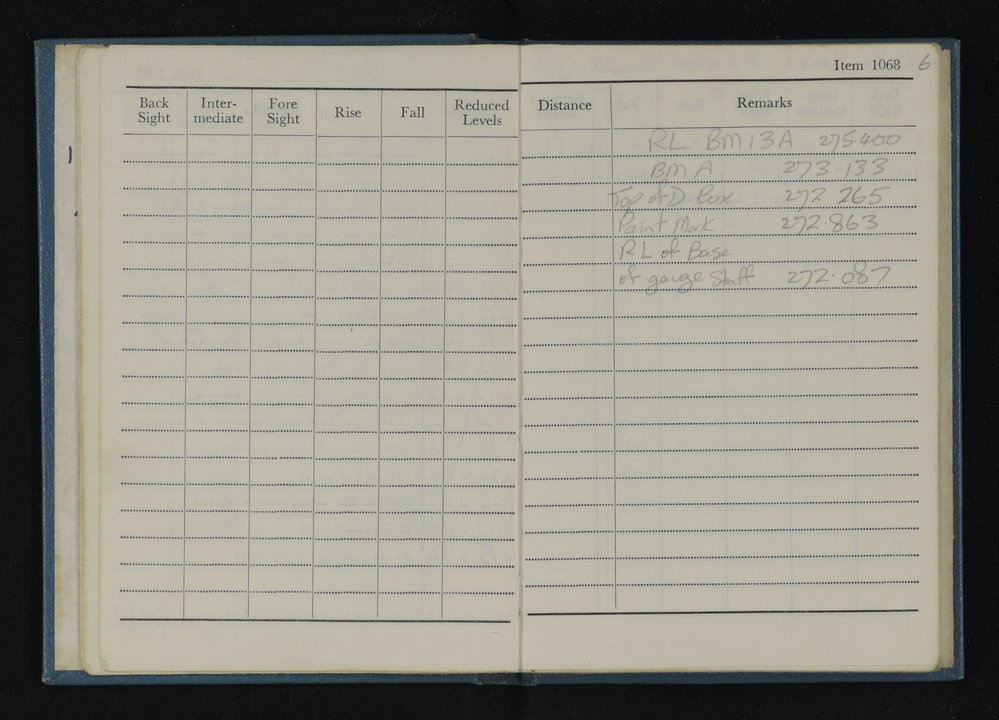 Item 1068 6
Back Sight Inter-mediate Fore Sight Rise Fall Reduced Levels Distance Remarks
RL BM13A 275.400
BM A 273.133
Top of D. Box 272.265
Paint Mark 272.863
RL of Base
of gauge Staff 272.087